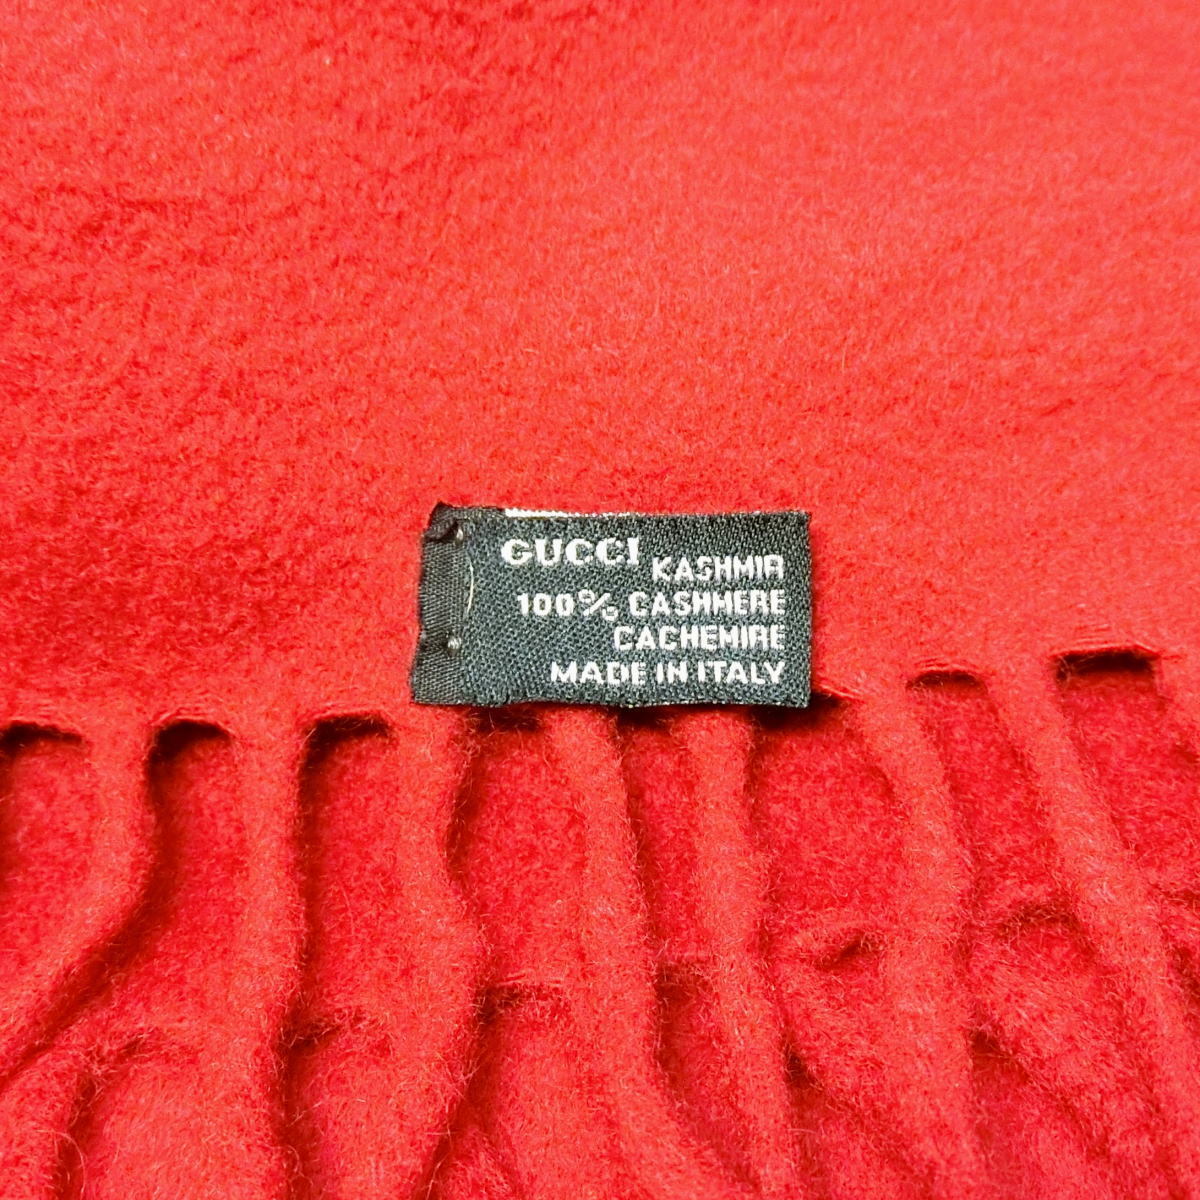 GUCCI KASHMIR
100% CASHMERE
CACHEMIRE
MADE IN ITALY